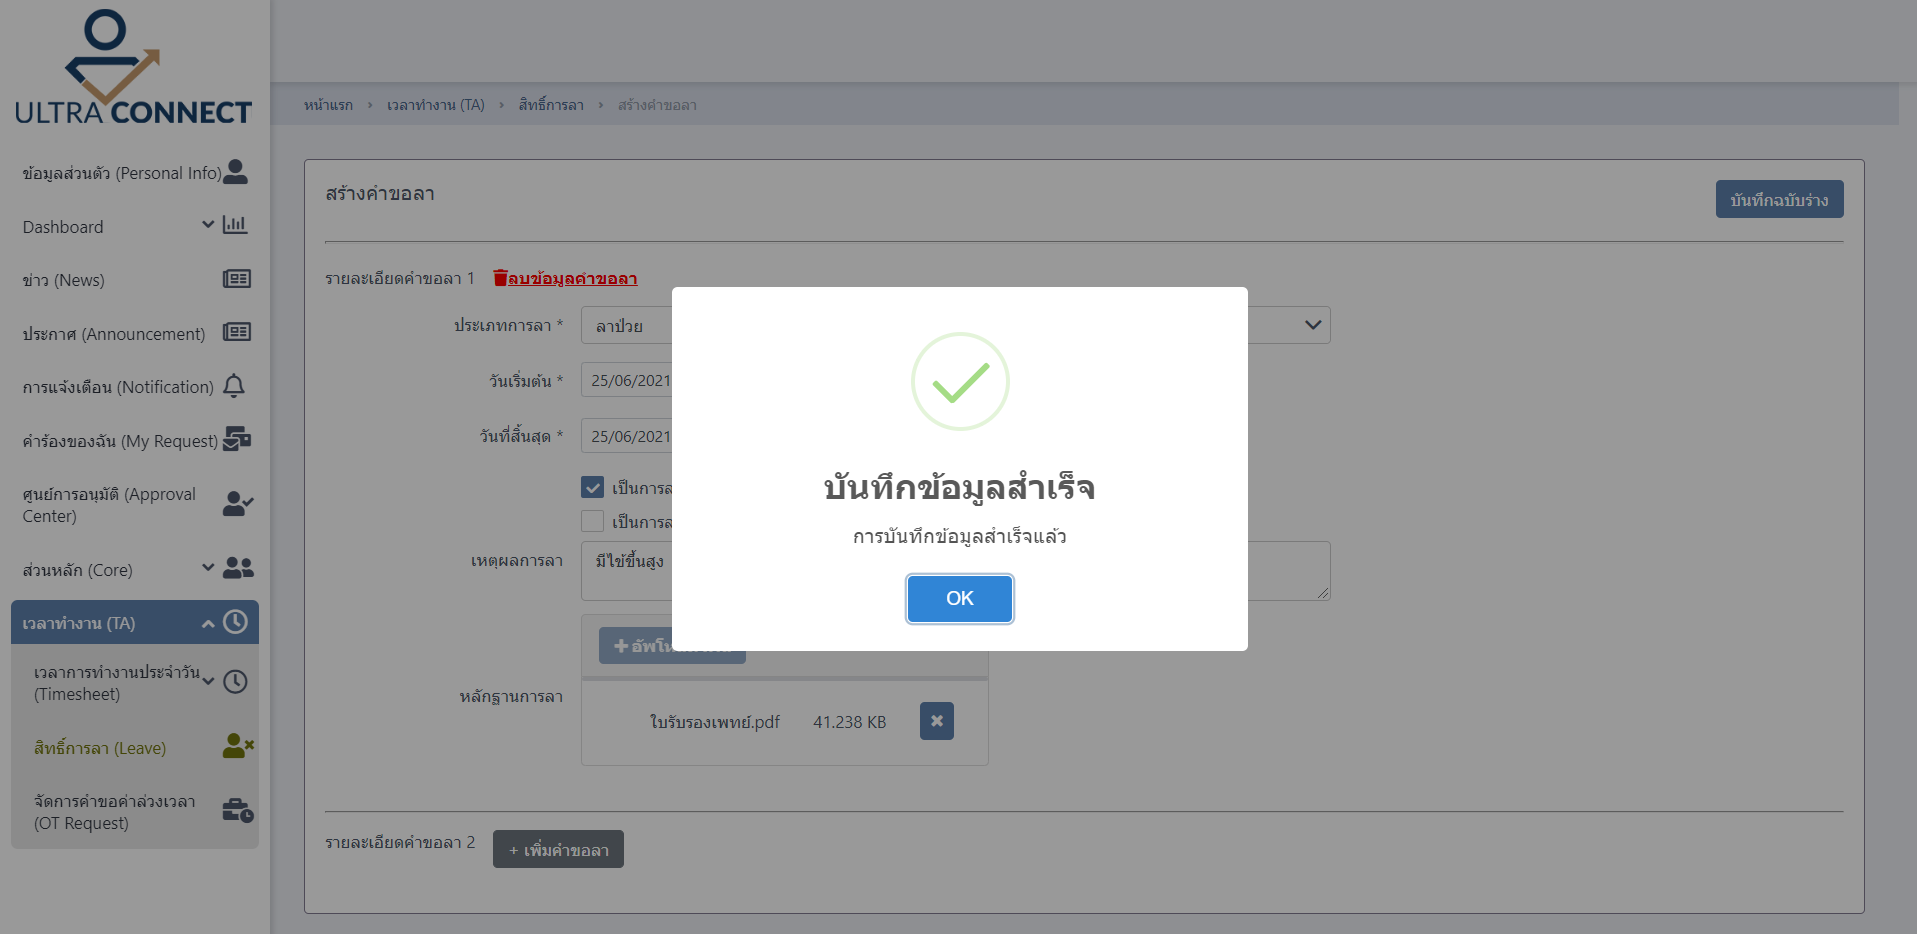 ULTRA CONNECT
ข้อมูลส่วนตัว (Personal Info)
Dashboard
ข่าว (News)
ประกาศ (Announcement)
การแจ้งเตือน (Notification)
คำร้องของฉัน (My Request)
ศูนย์การอนุมัติ (Approval
Center)
ส่วนหลัก (Core)
เวลาทำงาน (TA)
เวลาการทำงานประจำวัน
(Timesheet)
สิทธิ์การลา (Leave)
จัดการคำขอค่าล่วงเวลา
(OT Request)
หน้าแรก › เวลาทำงาน (TA) › สิทธิ์การลา › สร้างคำขอลา
สร้างคำขอลา
บันทึกฉบับร่าง
รายละเอียดคำขอลา 1 ลบข้อมูลคำขอลา
ประเภทการลา * ลาป่วย
วันเริ่มต้น * 25/06/2021
วันที่สิ้นสุด * 25/06/2021
เป็นการล
เป็นการล
เหตุผลการลา มีไข้ขึ้นสูง
หลักฐานการลา
ใบรับรองแพทย์.pdf 41.238 KB
รายละเอียดคำขอลา 2 + เพิ่มคำขอลา
บันทึกข้อมูลสำเร็จ
การบันทึกข้อมูลสำเร็จแล้ว
OK